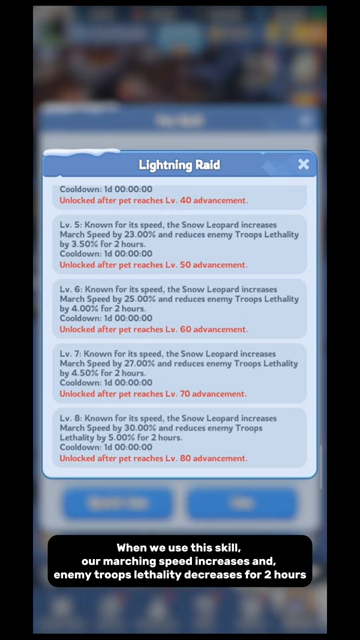 Lightning Raid
Cooldown: 1d 00:00:00
Unlocked after pet reaches Lv. 40 advancement.
Lv. 5: Known for its speed, the Snow Leopard increases
March Speed by 23.00% and reduces enemy Troops Lethality
by 3.50% for 2 hours.
Cooldown: 1d 00:00:00
Unlocked after pet reaches Lv. 50 advancement.
Lv. 6: Known for its speed, the Snow Leopard increases
March Speed by 25.00% and reduces enemy Troops Lethality
by 4.00% for 2 hours.
Cooldown: 1d 00:00:00
Unlocked after pet reaches Lv. 60 advancement.
Lv. 7: Known for its speed, the Snow Leopard increases
March Speed by 27.00% and reduces enemy Troops Lethality
by 4.50% for 2 hours.
Cooldown: 1d 00:00:00
Unlocked after pet reaches Lv. 70 advancement.
Lv. 8: Known for its speed, the Snow Leopard increases
March Speed by 30.00% and reduces enemy Troops
Lethality by 5.00% for 2 hours.
Cooldown: 1d 00:00:00
Unlocked after pet reaches Lv. 80 advancement.
When we use this skill,
our marching speed increases and,
enemy troops lethality decreases for 2 hours